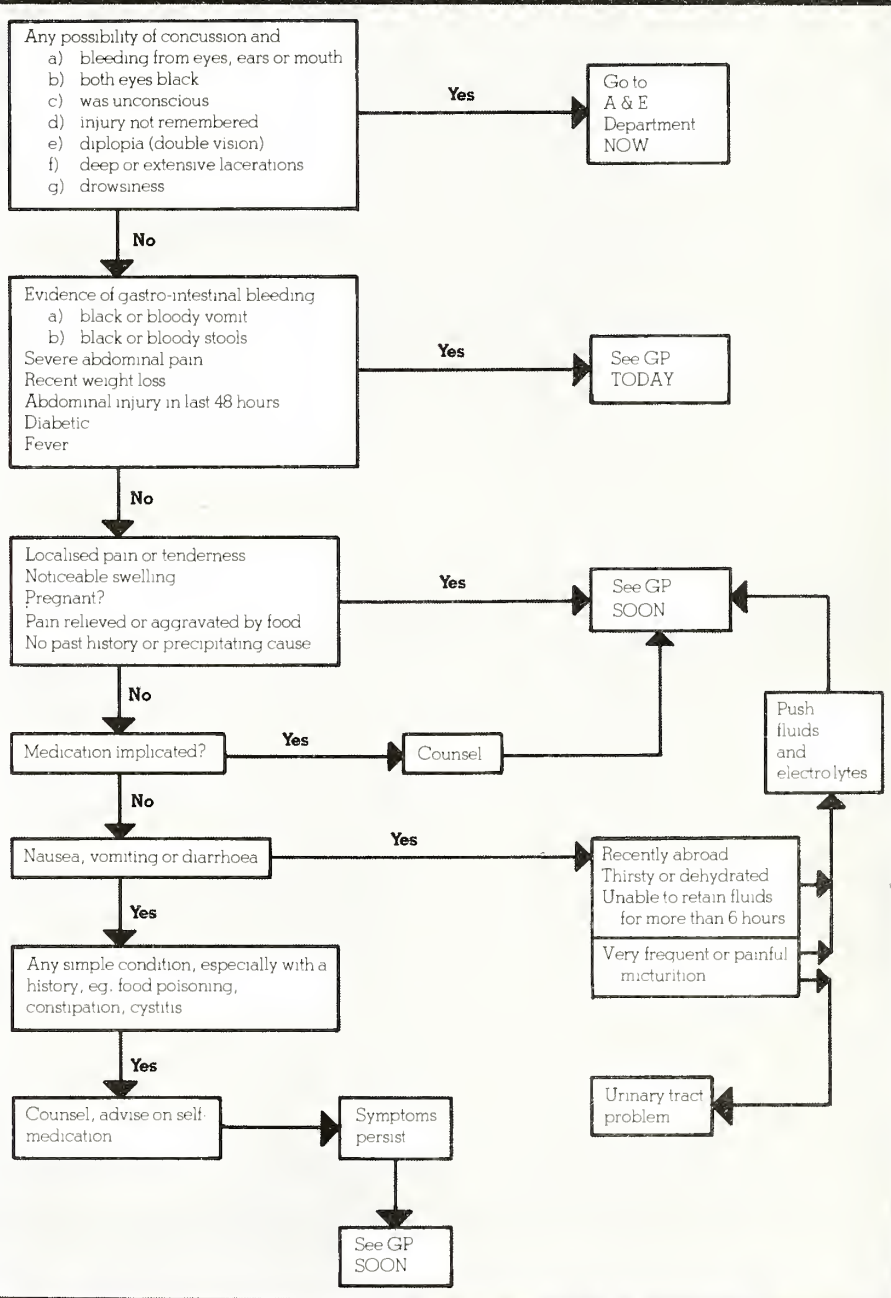 Any possibility of concussion and
a) bleeding from eyes, ears or mouth
b) both eyes black
c) was unconscious
d) injury not remembered
e) diplopia (double vision)
f) deep or extensive lacerations
g) drowsiness
Yes
Go to
A & E
Department
NOW
No
Evidence of gastro-intestinal bleeding
a) black or bloody vomit
b) black or bloody stools
Severe abdominal pain
Recent weight loss
Abdominal injury in last 48 hours
Diabetic
Fever
Yes
See GP
TODAY
No
Localised pain or tenderness
Noticeable swelling
Pregnant?
Pain relieved or aggravated by food
No past history or precipitating cause
Yes
See GP
SOON
No
Medication implicated?
Yes
Counsel
Push
fluids
and
electrolytes
No
Nausea, vomiting or diarrhoea
Yes
Recently abroad
Thirsty or dehydrated
Unable to retain fluids
for more than 6 hours
Very frequent or painful
micturition
Yes
Any simple condition, especially with a
history, eg. food poisoning,
constipation, cystitis
Yes
Counsel, advise on self-
medication
Symptoms
persist
Urinary tract
problem
See GP
SOON